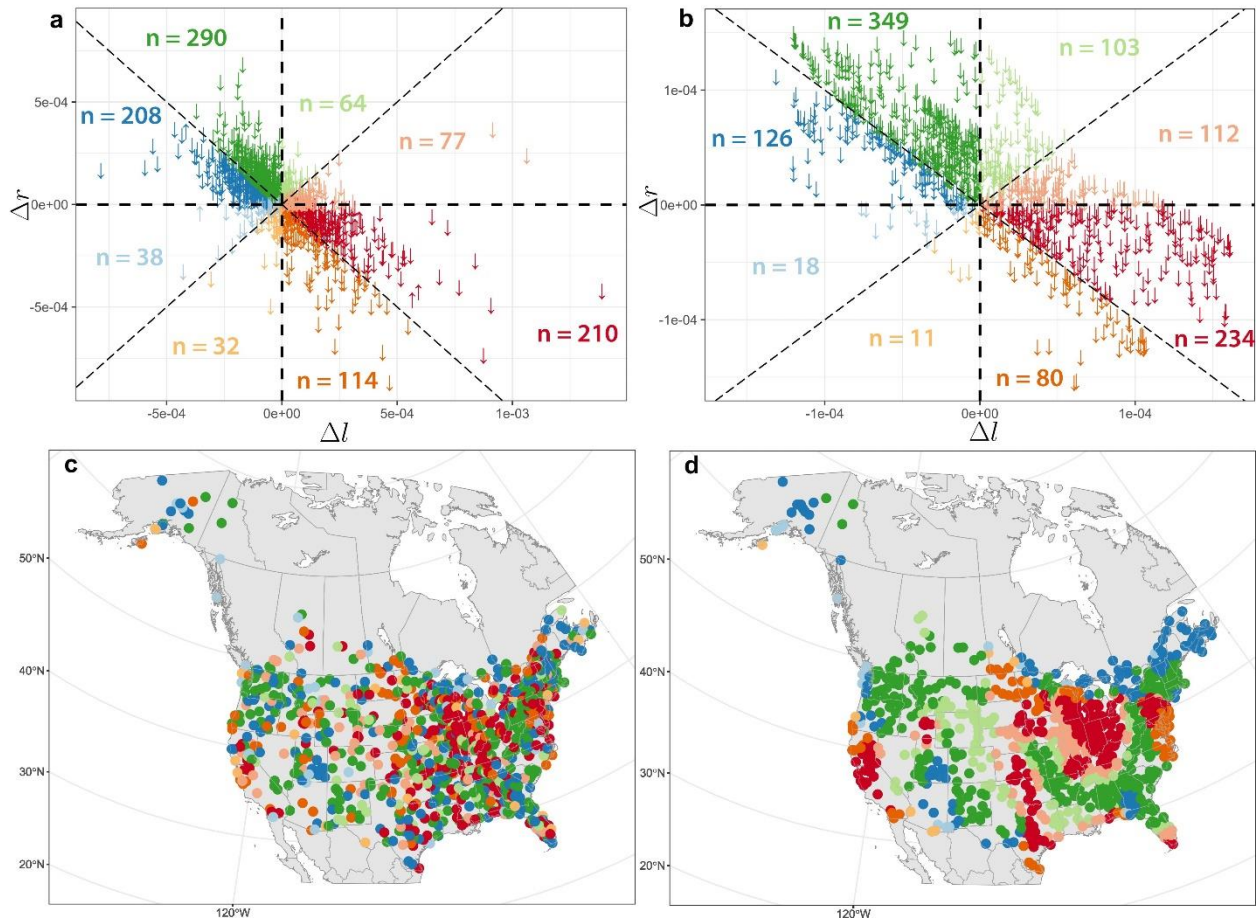 a
n = 290
n = 64
n = 208
n = 77
n = 38
n = 32
n = 114
n = 210
5e-04
0e+00
-5e-04
Δr
-5e-04
0e+00
5e-04
1e-03
Δl
b
n = 349
n = 103
n = 126
n = 112
n = 18
n = 11
n = 80
n = 234
1e-04
0e+00
-1e-04
Δr
-1e-04
0e+00
1e-04
Δl
c
50°N
40°N
30°N
20°N
120°W
d
50°N
40°N
30°N
20°N
120°W